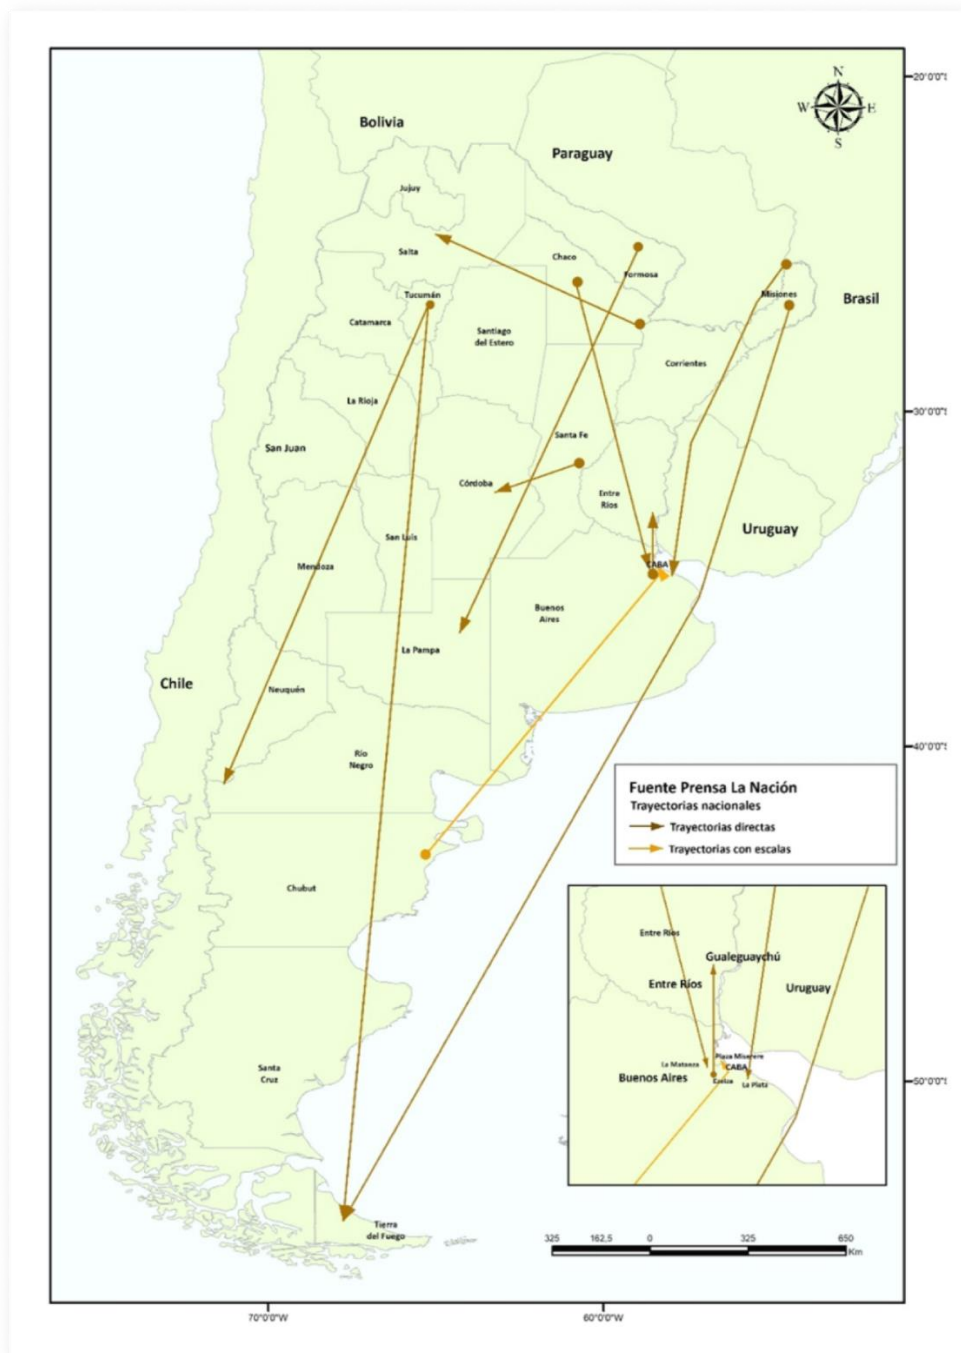 N
W E
S
20°0'0"S
Bolivia
Paraguay
Jujuy
Salta
Chaco
Formosa
Tucumán
Misiones
Brasil
Catamarca
Santiago
del Estero
Corrientes
La Rioja
Santa Fe
30°0'0"S
San Juan
Córdoba
Entre
Ríos
Uruguay
San Luis
Mendoza
CABA
Buenos
Aires
La Pampa
Chile
Neuquén
Río
Negro
40°0'0"S
Fuente Prensa La Nación
Trayectorias nacionales
Trayectorias directas
Trayectorias con escalas
Chubut
Entre Ríos
Gualeguaychú
Entre Ríos
Uruguay
Plaza Miserere
La Matanza
CABA
Buenos Aires
Ezeiza
La Plata
Santa
Cruz
50°0'0"S
Tierra
del Fuego
325 162,5 0 325 650
Km
70°0'0"W 60°0'0"W